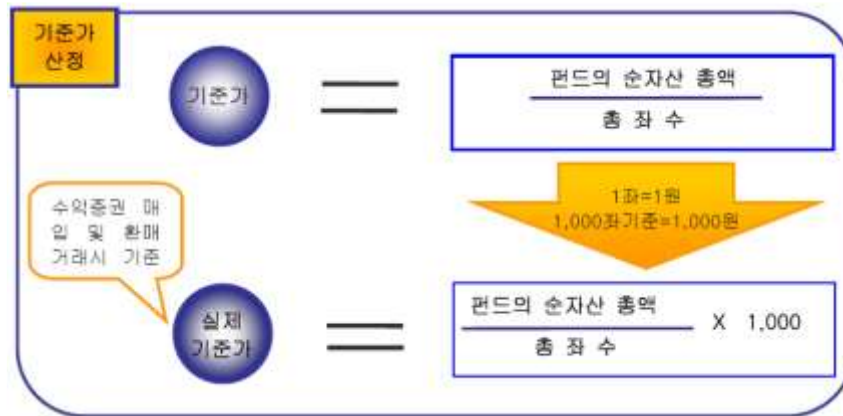 기준가
산정
기준가
펀드의 순자산 총액
총 좌 수
1좌=1원
1,000좌기준=1,000원
수익증권 매
입 및 환매
거래시 기준
실제
기준가
펀드의 순자산 총액
총 좌 수
X 1,000